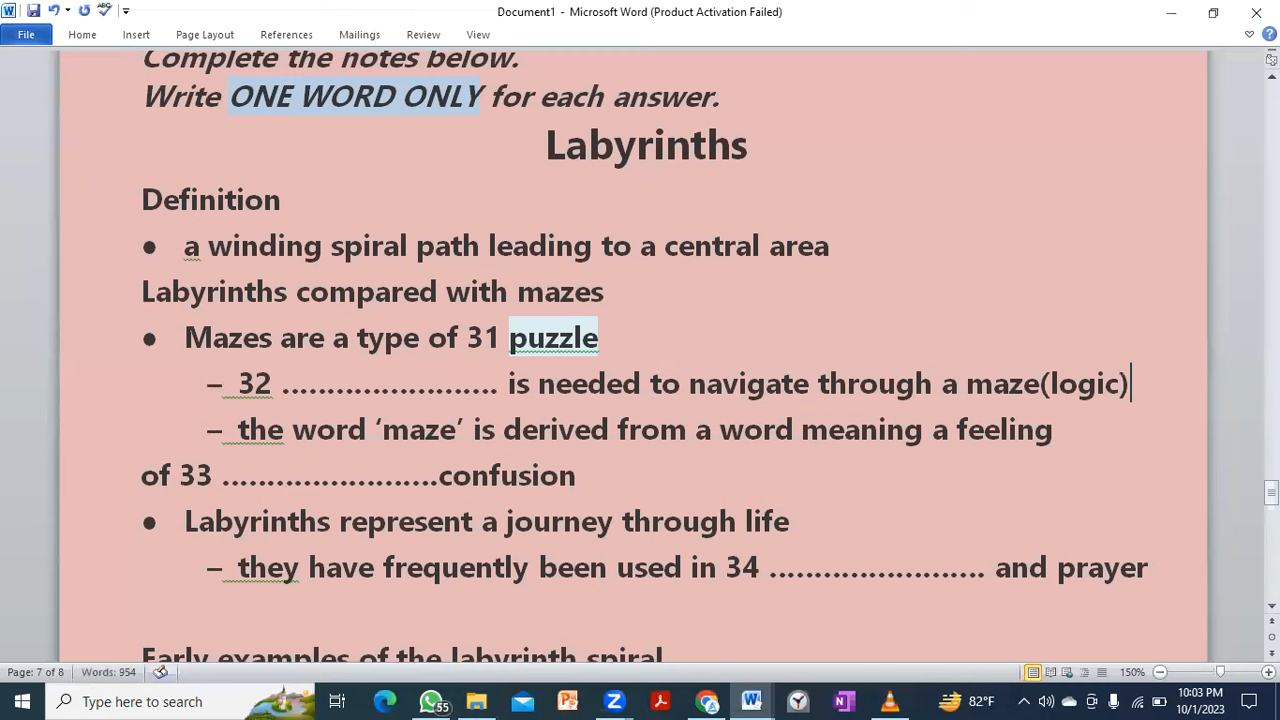 Document1 - Microsoft Word (Product Activation Failed)
File Home Insert Page Layout References Mailings Review View
Complete the notes below.
Write ONE WORD ONLY for each answer.
Labyrinths
Definition
● a winding spiral path leading to a central area
Labyrinths compared with mazes
● Mazes are a type of 31 puzzle
– 32 …………………… is needed to navigate through a maze(logic)
– the word ‘maze’ is derived from a word meaning a feeling
of 33 ……………………confusion
● Labyrinths represent a journey through life
– they have frequently been used in 34 …………………… and prayer
Early examples of the labyrinth spiral
Page: 7 of 8 Words: 954 150%
Type here to search 55 82°F 10:03 PM
10/1/2023